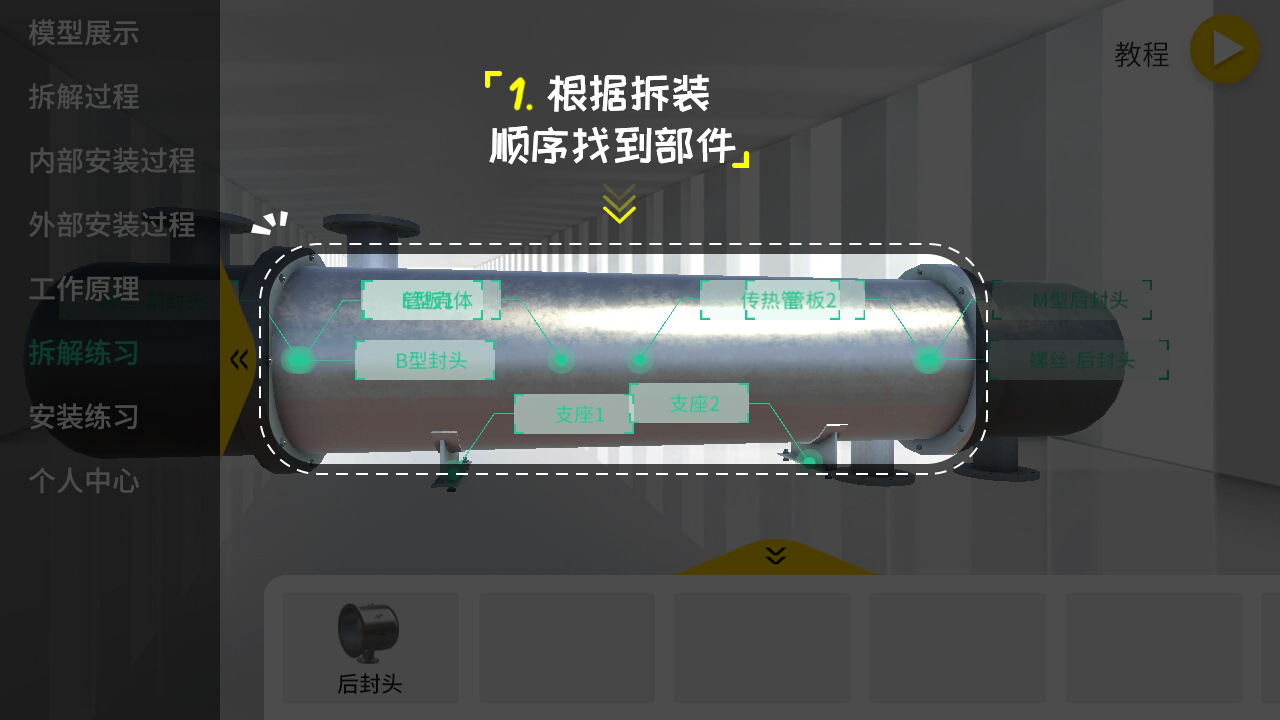 模型展示
拆解过程
内部安装过程
外部安装过程
工作原理
拆解练习
安装练习
个人中心
教程
1. 根据拆装
顺序找到部件
传热管
管板2
M型后封头
B型封头
螺丝-后封头
支座1
支座2
后封头